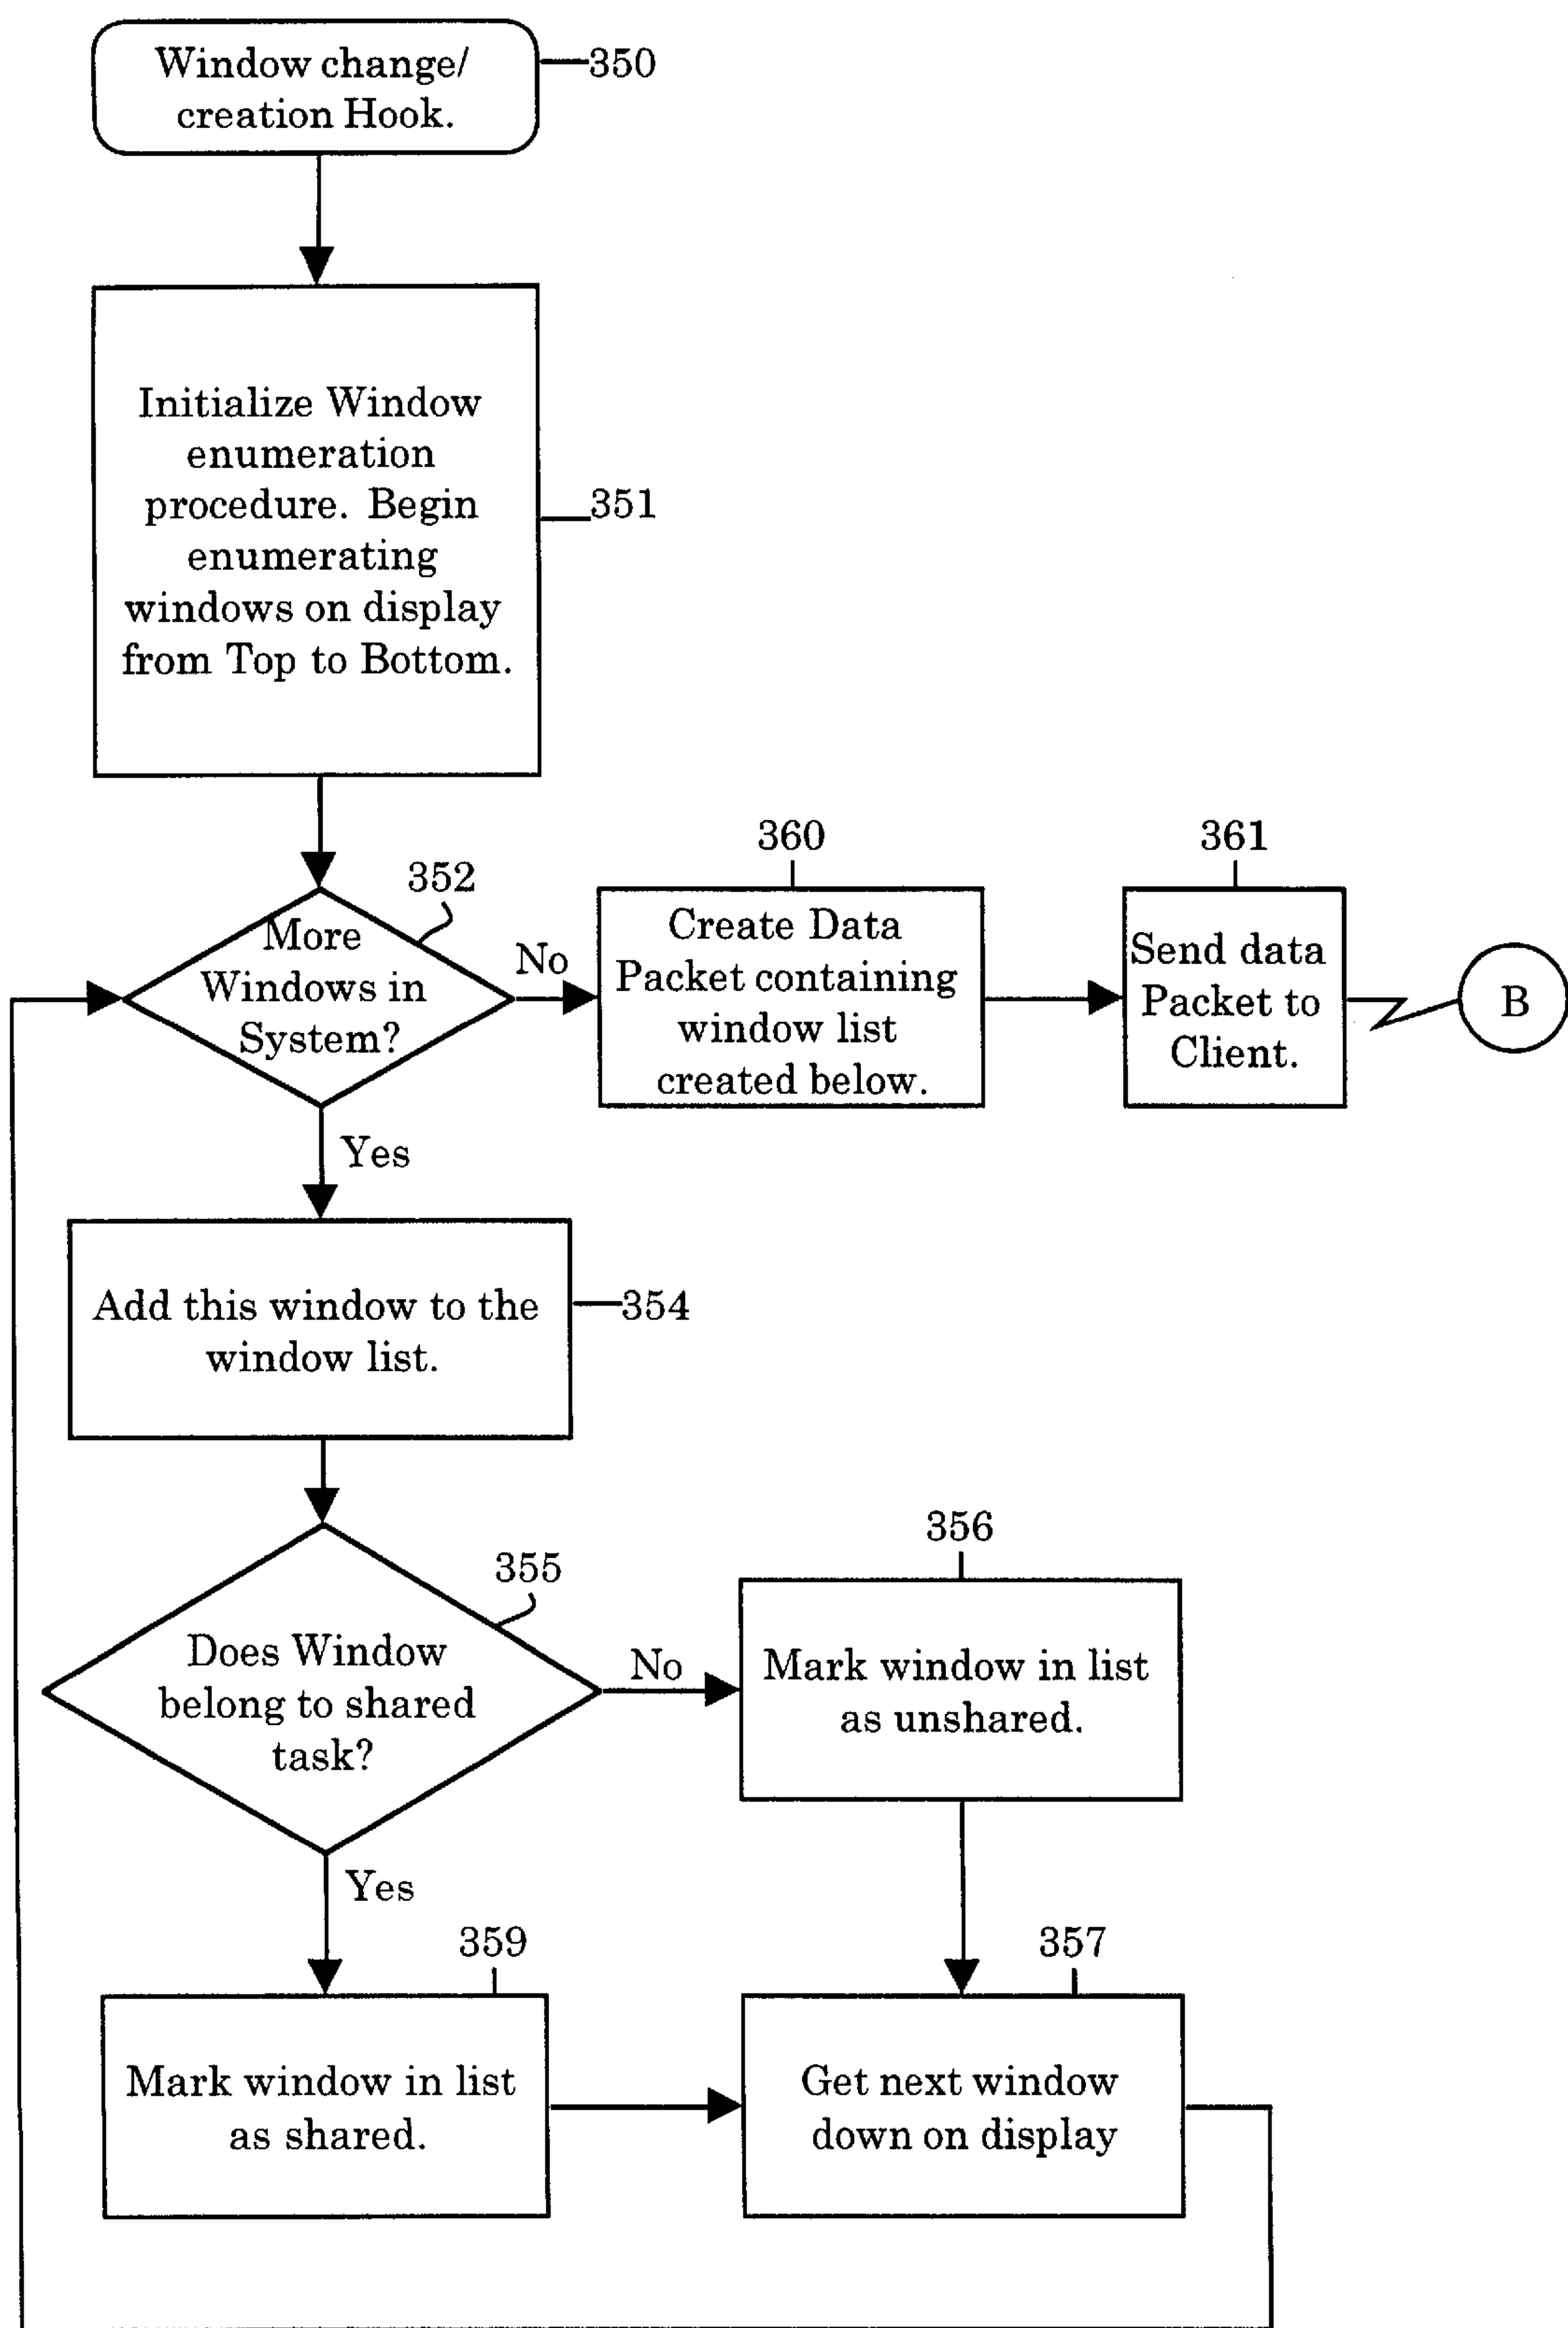 Window change/
creation Hook.
350
Initialize Window
enumeration
procedure. Begin
enumerating
windows on display
from Top to Bottom.
351
352
More
Windows in
System?
No
360
Create Data
Packet containing
window list
created below.
361
Send data
Packet to
Client.
B
Yes
Add this window to the
window list.
354
355
Does Window
belong to shared
task?
No
356
Mark window in list
as unshared.
Yes
359
Mark window in list
as shared.
357
Get next window
down on display